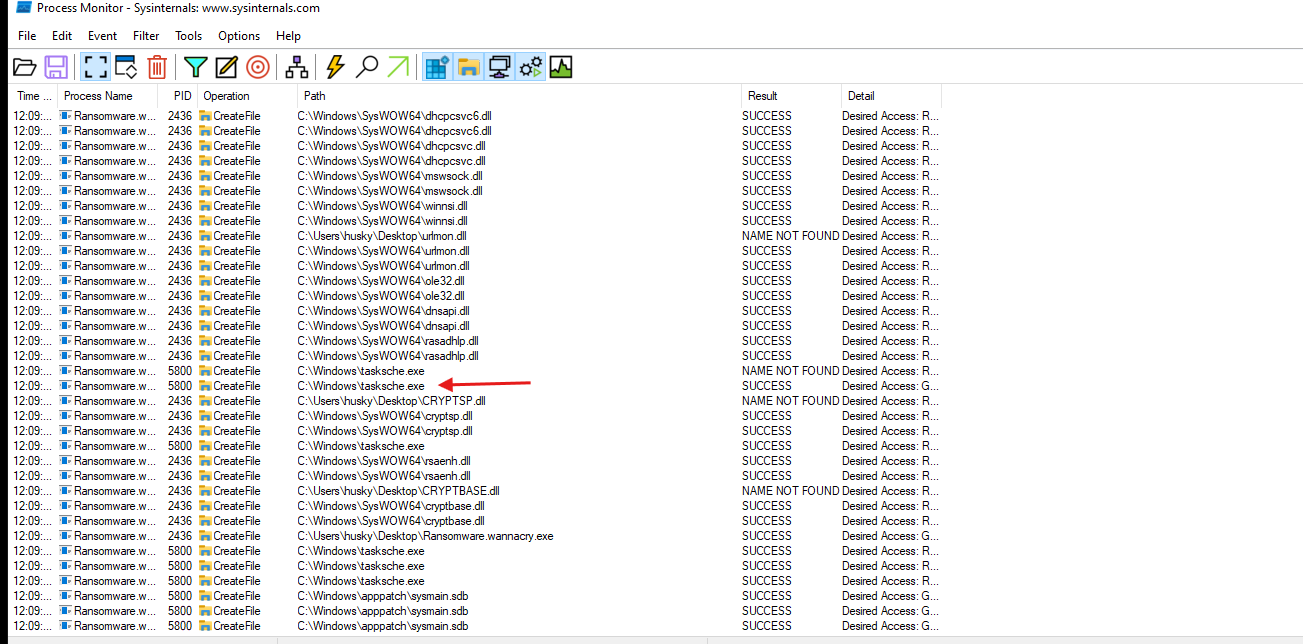 Process Monitor - Sysinternals: www.sysinternals.com
File Edit Event Filter Tools Options Help
Time ... Process Name PID Operation Path Result Detail
12:09:... Ransomware.w... 2436 CreateFile C:\Windows\SysWOW64\dhcpcsvc6.dll SUCCESS Desired Access: R...
12:09:... Ransomware.w... 2436 CreateFile C:\Windows\SysWOW64\dhcpcsvc6.dll SUCCESS Desired Access: R...
12:09:... Ransomware.w... 2436 CreateFile C:\Windows\SysWOW64\dhcpcsvc.dll SUCCESS Desired Access: R...
12:09:... Ransomware.w... 2436 CreateFile C:\Windows\SysWOW64\dhcpcsvc.dll SUCCESS Desired Access: R...
12:09:... Ransomware.w... 2436 CreateFile C:\Windows\SysWOW64\mswsock.dll SUCCESS Desired Access: R...
12:09:... Ransomware.w... 2436 CreateFile C:\Windows\SysWOW64\mswsock.dll SUCCESS Desired Access: R...
12:09:... Ransomware.w... 2436 CreateFile C:\Windows\SysWOW64\winnsi.dll SUCCESS Desired Access: R...
12:09:... Ransomware.w... 2436 CreateFile C:\Windows\SysWOW64\winnsi.dll SUCCESS Desired Access: R...
12:09:... Ransomware.w... 2436 CreateFile C:\Users\husky\Desktop\urlmon.dll NAME NOT FOUND Desired Access: R...
12:09:... Ransomware.w... 2436 CreateFile C:\Windows\SysWOW64\urlmon.dll SUCCESS Desired Access: R...
12:09:... Ransomware.w... 2436 CreateFile C:\Windows\SysWOW64\urlmon.dll SUCCESS Desired Access: R...
12:09:... Ransomware.w... 2436 CreateFile C:\Windows\SysWOW64\ole32.dll SUCCESS Desired Access: R...
12:09:... Ransomware.w... 2436 CreateFile C:\Windows\SysWOW64\ole32.dll SUCCESS Desired Access: R...
12:09:... Ransomware.w... 2436 CreateFile C:\Windows\SysWOW64\dnsapi.dll SUCCESS Desired Access: R...
12:09:... Ransomware.w... 2436 CreateFile C:\Windows\SysWOW64\dnsapi.dll SUCCESS Desired Access: R...
12:09:... Ransomware.w... 2436 CreateFile C:\Windows\SysWOW64\rasadhlp.dll SUCCESS Desired Access: R...
12:09:... Ransomware.w... 2436 CreateFile C:\Windows\SysWOW64\rasadhlp.dll SUCCESS Desired Access: R...
12:09:... Ransomware.w... 5800 CreateFile C:\Windows\tasksche.exe NAME NOT FOUND Desired Access: R...
12:09:... Ransomware.w... 5800 CreateFile C:\Windows\tasksche.exe SUCCESS Desired Access: G...
12:09:... Ransomware.w... 2436 CreateFile C:\Users\husky\Desktop\CRYPTSP.dll NAME NOT FOUND Desired Access: R...
12:09:... Ransomware.w... 2436 CreateFile C:\Windows\SysWOW64\cryptsp.dll SUCCESS Desired Access: R...
12:09:... Ransomware.w... 2436 CreateFile C:\Windows\SysWOW64\cryptsp.dll SUCCESS Desired Access: R...
12:09:... Ransomware.w... 5800 CreateFile C:\Windows\tasksche.exe SUCCESS Desired Access: R...
12:09:... Ransomware.w... 2436 CreateFile C:\Windows\SysWOW64\rsaenh.dll SUCCESS Desired Access: R...
12:09:... Ransomware.w... 2436 CreateFile C:\Windows\SysWOW64\rsaenh.dll SUCCESS Desired Access: R...
12:09:... Ransomware.w... 2436 CreateFile C:\Users\husky\Desktop\CRYPTBASE.dll NAME NOT FOUND Desired Access: R...
12:09:... Ransomware.w... 2436 CreateFile C:\Windows\SysWOW64\cryptbase.dll SUCCESS Desired Access: R...
12:09:... Ransomware.w... 2436 CreateFile C:\Windows\SysWOW64\cryptbase.dll SUCCESS Desired Access: R...
12:09:... Ransomware.w... 2436 CreateFile C:\Users\husky\Desktop\Ransomware.wannacry.exe SUCCESS Desired Access: G...
12:09:... Ransomware.w... 5800 CreateFile C:\Windows\tasksche.exe SUCCESS Desired Access: R...
12:09:... Ransomware.w... 5800 CreateFile C:\Windows\tasksche.exe SUCCESS Desired Access: R...
12:09:... Ransomware.w... 5800 CreateFile C:\Windows\tasksche.exe SUCCESS Desired Access: R...
12:09:... Ransomware.w... 5800 CreateFile C:\Windows\apppatch\sysmain.sdb SUCCESS Desired Access: G...
12:09:... Ransomware.w... 5800 CreateFile C:\Windows\apppatch\sysmain.sdb SUCCESS Desired Access: G...
12:09:... Ransomware.w... 5800 CreateFile C:\Windows\apppatch\sysmain.sdb SUCCESS Desired Access: G...